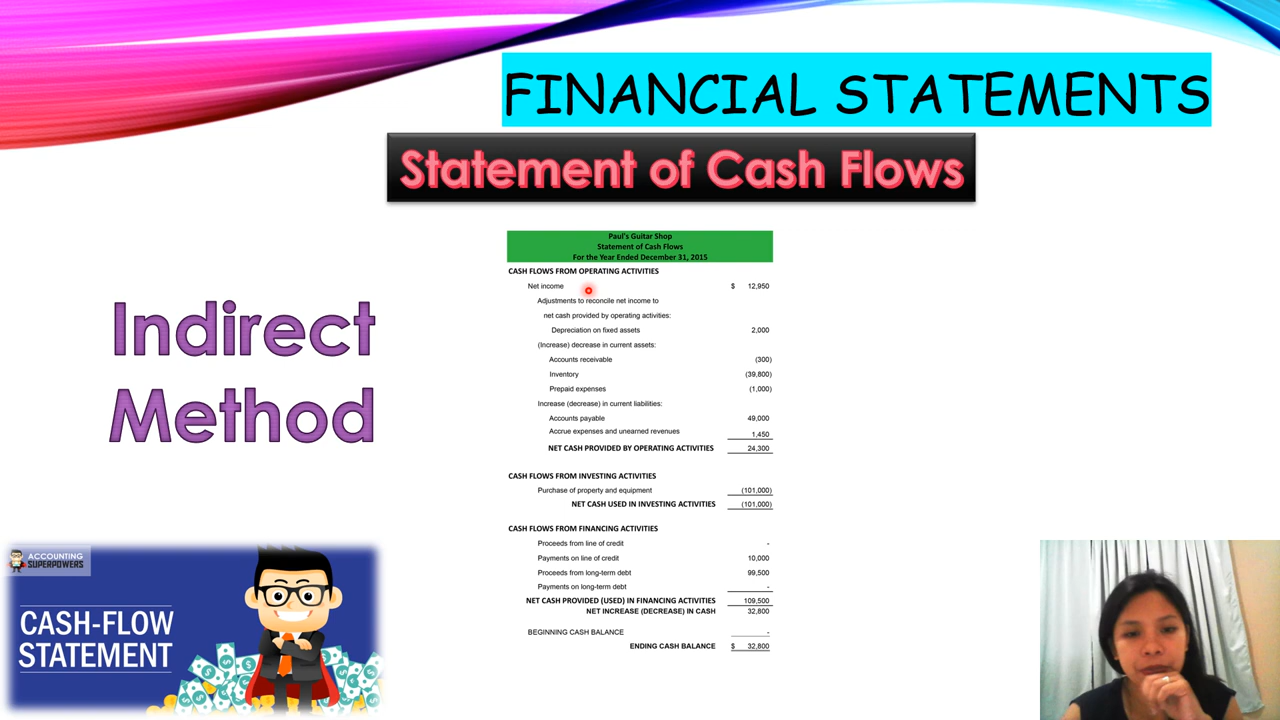 FINANCIAL STATEMENTS
Statement of Cash Flows
Paul's Guitar Shop
Statement of Cash Flows
For the Year Ended December 31, 2015
CASH FLOWS FROM OPERATING ACTIVITIES
Net income $ 12,950
Adjustments to reconcile net income to
net cash provided by operating activities:
Depreciation on fixed assets 2,000
(Increase) decrease in current assets:
Accounts receivable (300)
Inventory (39,800)
Prepaid expenses (1,000)
Increase (decrease) in current liabilities:
Accounts payable 49,000
Accrue expenses and unearned revenues 1,450
NET CASH PROVIDED BY OPERATING ACTIVITIES 24,300
CASH FLOWS FROM INVESTING ACTIVITIES
Purchase of property and equipment (101,000)
NET CASH USED IN INVESTING ACTIVITIES (101,000)
CASH FLOWS FROM FINANCING ACTIVITIES
Proceeds from line of credit -
Payments on line of credit 10,000
Proceeds from long-term debt 99,500
Payments on long-term debt -
NET CASH PROVIDED (USED) IN FINANCING ACTIVITIES 109,500
NET INCREASE (DECREASE) IN CASH 32,800
BEGINNING CASH BALANCE -
ENDING CASH BALANCE $ 32,800
Indirect
Method
ACCOUNTING
SUPERPOWERS
CASH-FLOW
STATEMENT